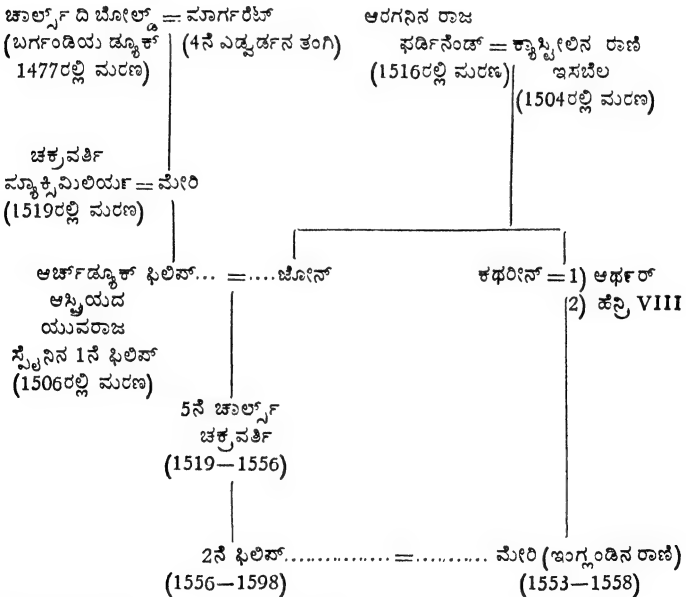 ಚಾರ್ಲ್ಸ್ ದಿ ಬೋಲ್ಡ್ = ಮಾರ್ಗರೆಟ್
(ಬರ್ಗಂಡಿಯ ಡ್ಯೂಕ್ (4ನೆ ಎಡ್ವರ್ಡನ ತಂಗಿ)
1477ರಲ್ಲಿ ಮರಣ)
ಆರಗನಿನ ರಾಜ
ಫರ್ಡಿನೆಂಡ್ = ಕ್ಯಾಸ್ಟೀಲಿನ ರಾಣಿ
(1516ರಲ್ಲಿ ಮರಣ) ಇಸಬೆಲ
(1504ರಲ್ಲಿ ಮರಣ)
ಚಕ್ರವರ್ತಿ
ಮ್ಯಾಕ್ಸಿಮಿಲಿಯನ್ = ಮೇರಿ
(1519ರಲ್ಲಿ ಮರಣ)
ಆರ್ಚ್‌ಡ್ಯೂಕ್ ಫಿಲಿಪ್... = ....ಜೋನ್
ಆಸ್ಟ್ರಿಯದ
ಯುವರಾಜ
ಸ್ಪೈನಿನ 1ನೆ ಫಿಲಿಪ್
(1506ರಲ್ಲಿ ಮರಣ)
ಕಥರೀನ್ = 1) ಆರ್ಥರ್
2) ಹೆನ್ರಿ VIII
5ನೆ ಚಾರ್ಲ್ಸ್
ಚಕ್ರವರ್ತಿ
(1519–1556)
2ನೆ ಫಿಲಿಪ್................ = ........... ಮೇರಿ (ಇಂಗ್ಲಂಡಿನ ರಾಣಿ)
(1556–1598) (1553–1558)